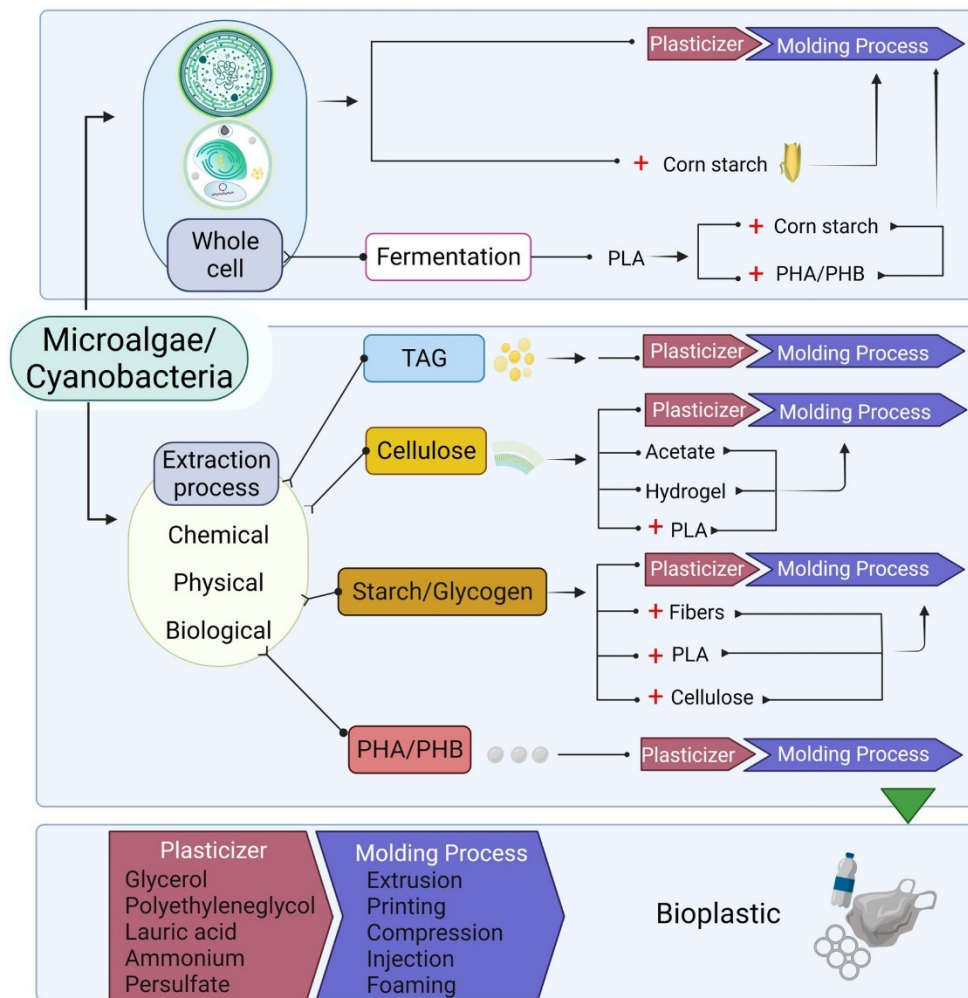 Plasticizer
Molding Process
+ Corn starch
Whole
cell
Fermentation
PLA
+ Corn starch
+ PHA/PHB
Microalgae/
Cyanobacteria
TAG
Plasticizer
Molding Process
Extraction
process
Chemical
Physical
Biological
Cellulose
Plasticizer
Molding Process
Acetate
Hydrogel
+ PLA
Starch/Glycogen
Plasticizer
Molding Process
+ Fibers
+ PLA
+ Cellulose
PHA/PHB
Plasticizer
Molding Process
Plasticizer
Glycerol
Polyethyleneglycol
Lauric acid
Ammonium
Persulfate
Molding Process
Extrusion
Printing
Compression
Injection
Foaming
Bioplastic